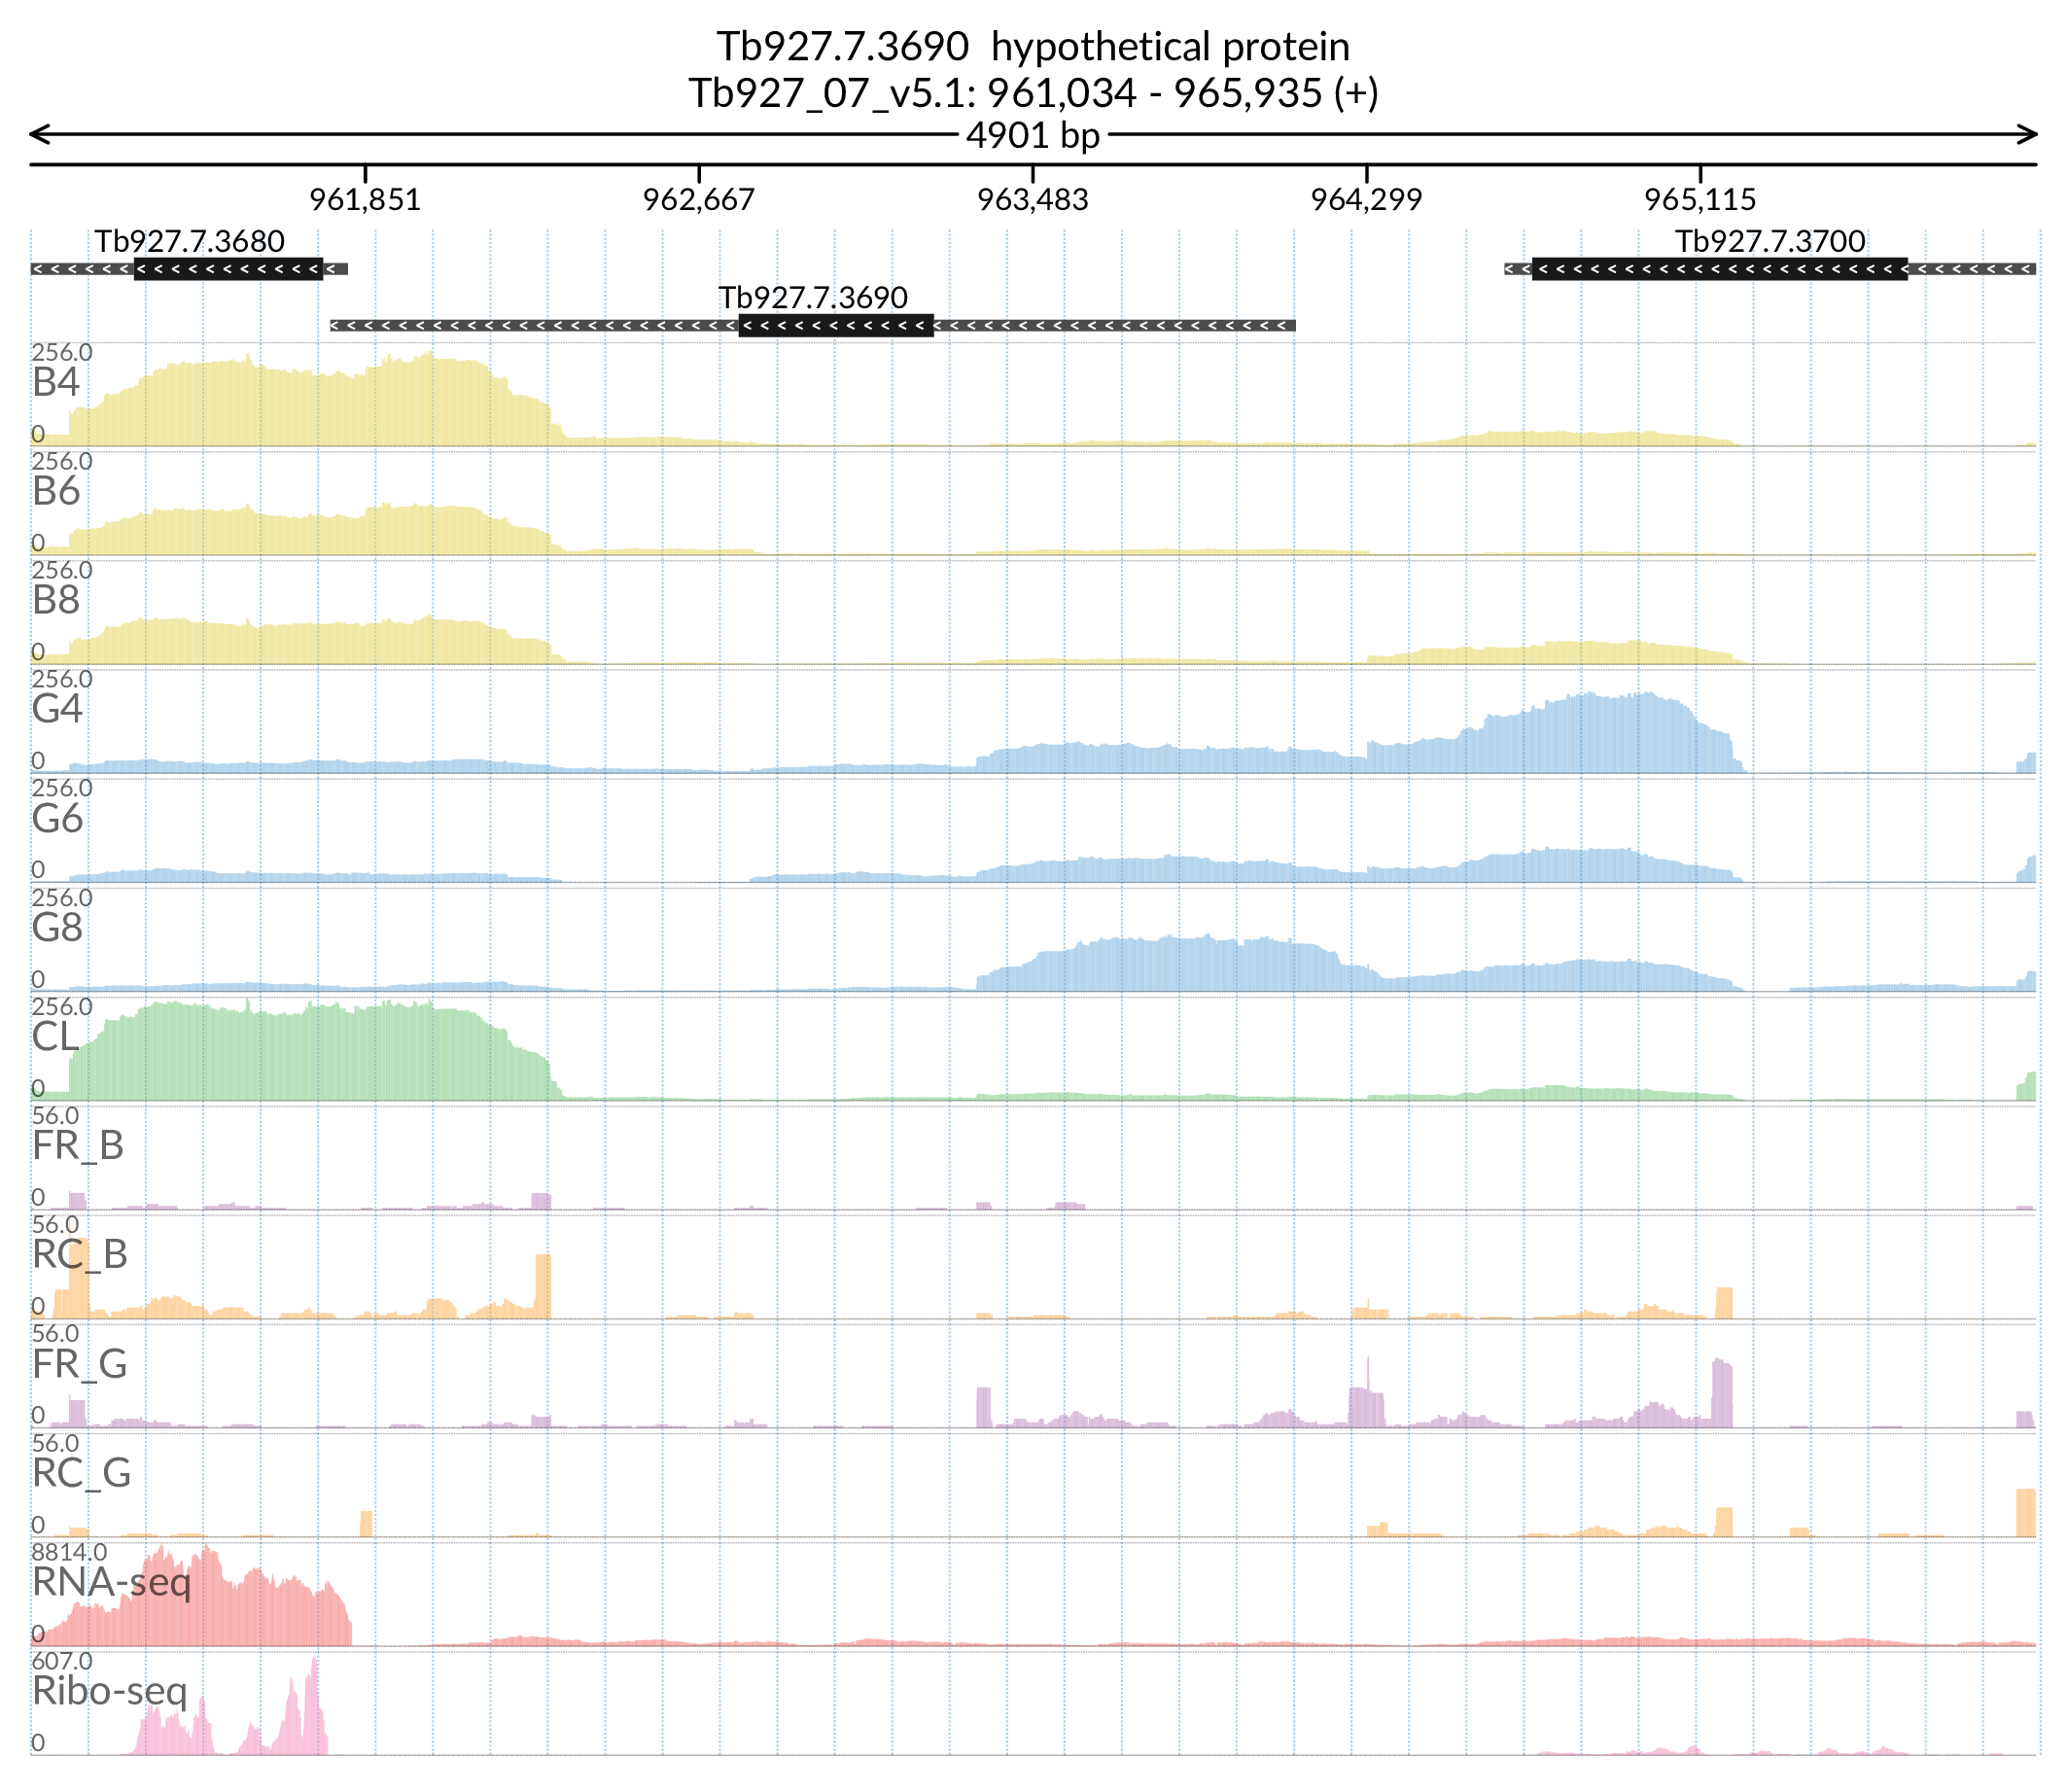 Tb927.7.3690 hypothetical protein
Tb927_07_v5.1: 961,034 - 965,935 (+)
4901 bp
961,851 962,667 963,483 964,299 965,115
Tb927.7.3680 Tb927.7.3700
Tb927.7.3690
256.0
B4
0
256.0
B6
0
256.0
B8
0
256.0
G4
0
256.0
G6
0
256.0
G8
0
256.0
CL
0
56.0
FR_B
0
56.0
RC_B
0
56.0
FR_G
0
56.0
RC_G
0
8814.0
RNA-seq
0
607.0
Ribo-seq
0